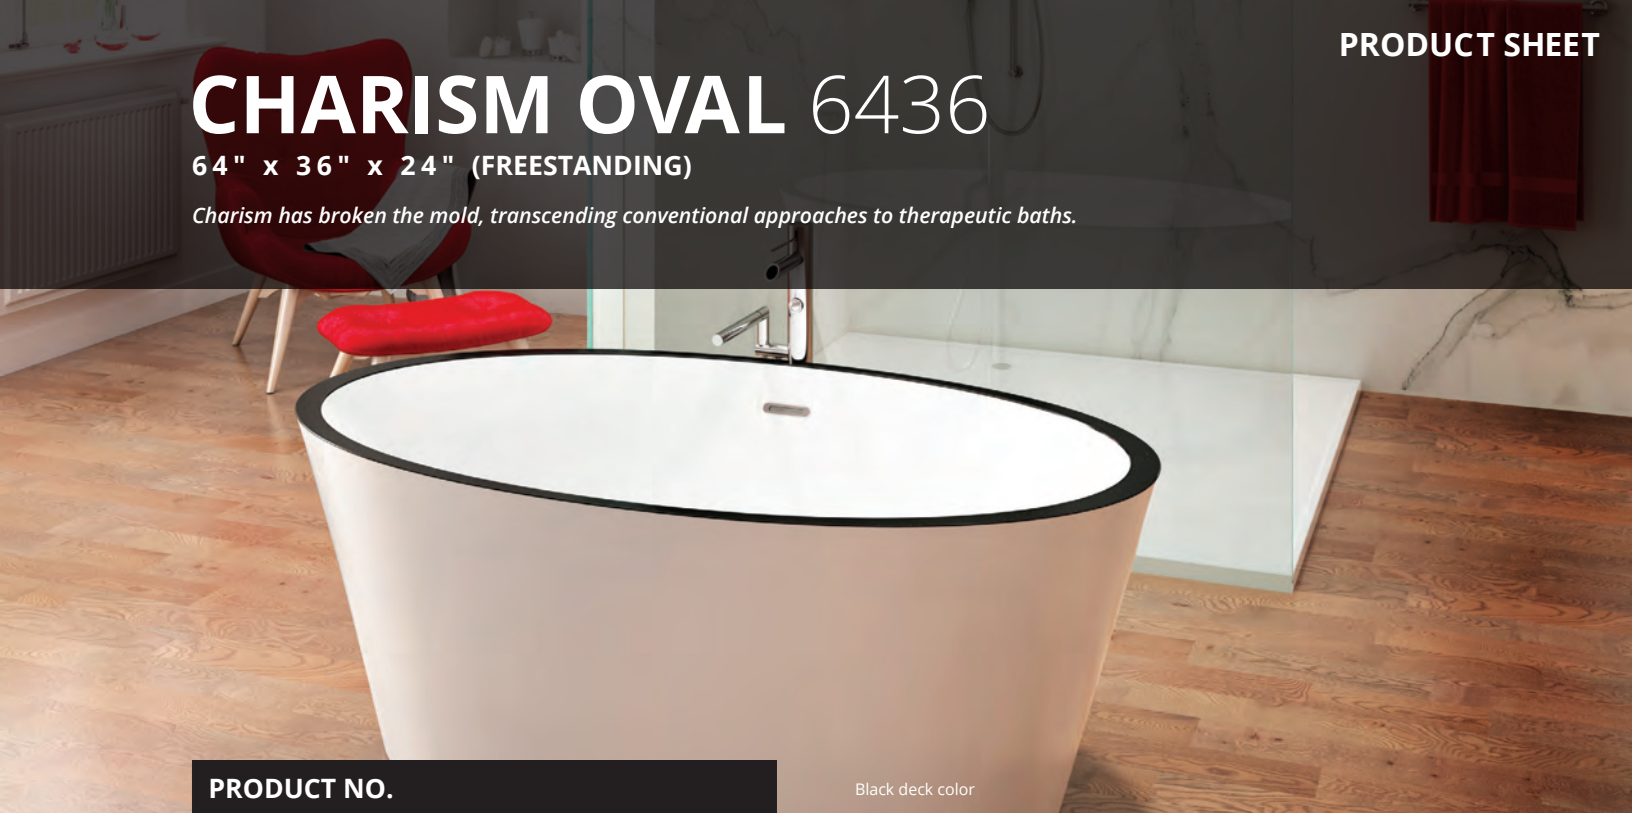 PRODUCT SHEET
CHARISM OVAL 6436
64" x 36" x 24" (FREESTANDING)
Charism has broken the mold, transcending conventional approaches to therapeutic baths.
PRODUCT NO.
Black deck color